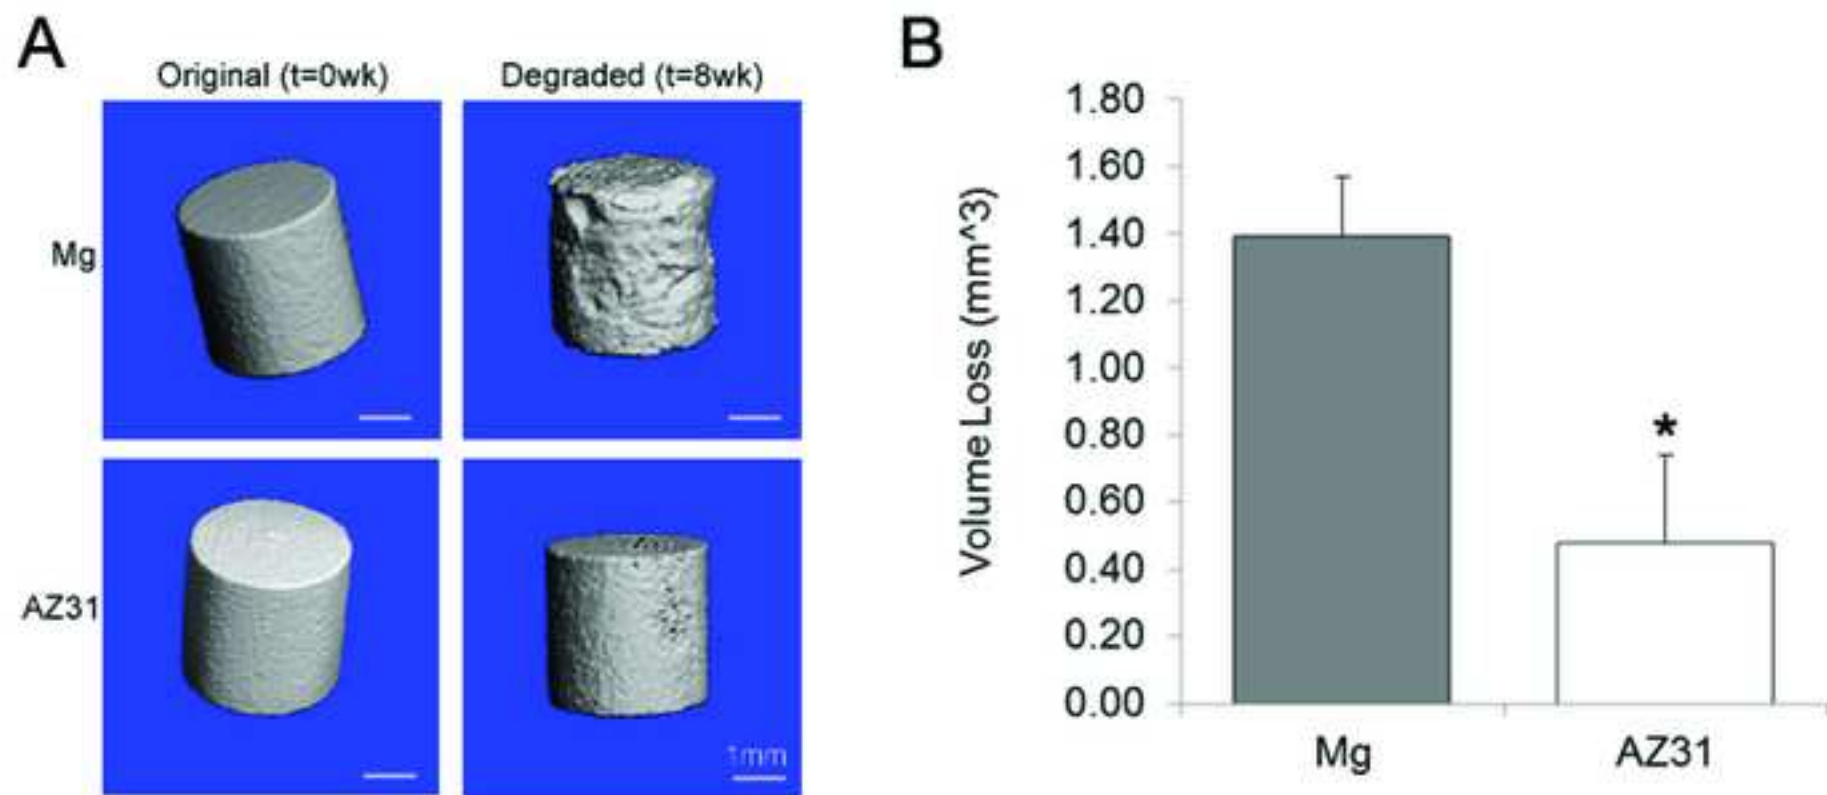 A
Original (t=0wk)
Degraded (t=8wk)
Mg
AZ31
1mm
B
Volume Loss (mm^3)
1.80
1.60
1.40
1.20
1.00
0.80
0.60
0.40
0.20
0.00
*
Mg
AZ31